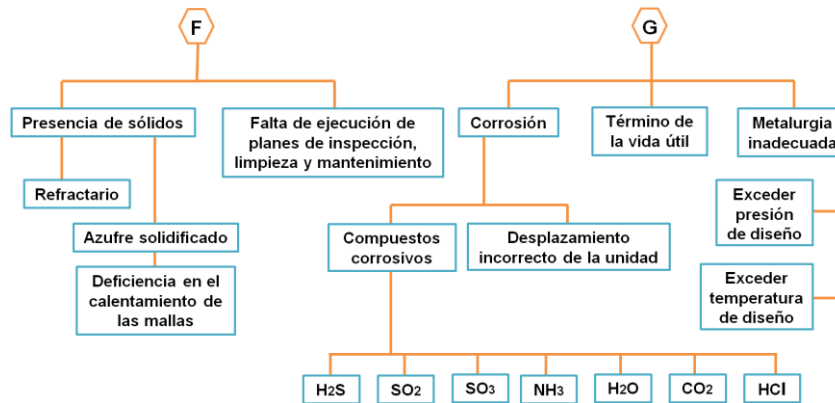 F
G
Presencia de sólidos
Falta de ejecución de
planes de inspección,
limpieza y mantenimiento
Corrosión
Término de
la vida útil
Metalurgia
inadecuada
Refractario
Exceder
presión
de diseño
Azufre solidificado
Compuestos
corrosivos
Desplazamiento
incorrecto de la unidad
Deficiencia en el
calentamiento de
las mallas
Exceder
temperatura
de diseño
H2S
SO2
SO3
NH3
H2O
CO2
HCl